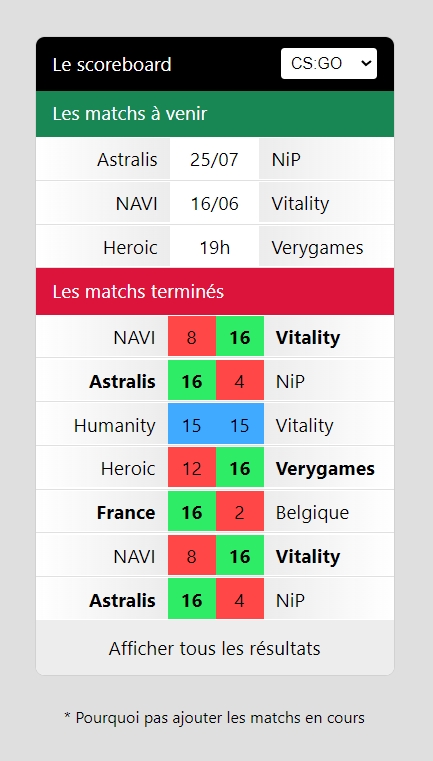 Le scoreboard CS:GO
Les matchs à venir
Astralis 25/07 NiP
NAVI 16/06 Vitality
Heroic 19h Verygames
Les matchs terminés
NAVI 8 16 Vitality
Astralis 16 4 NiP
Humanity 15 15 Vitality
Heroic 12 16 Verygames
France 16 2 Belgique
NAVI 8 16 Vitality
Astralis 16 4 NiP
Afficher tous les résultats
* Pourquoi pas ajouter les matchs en cours